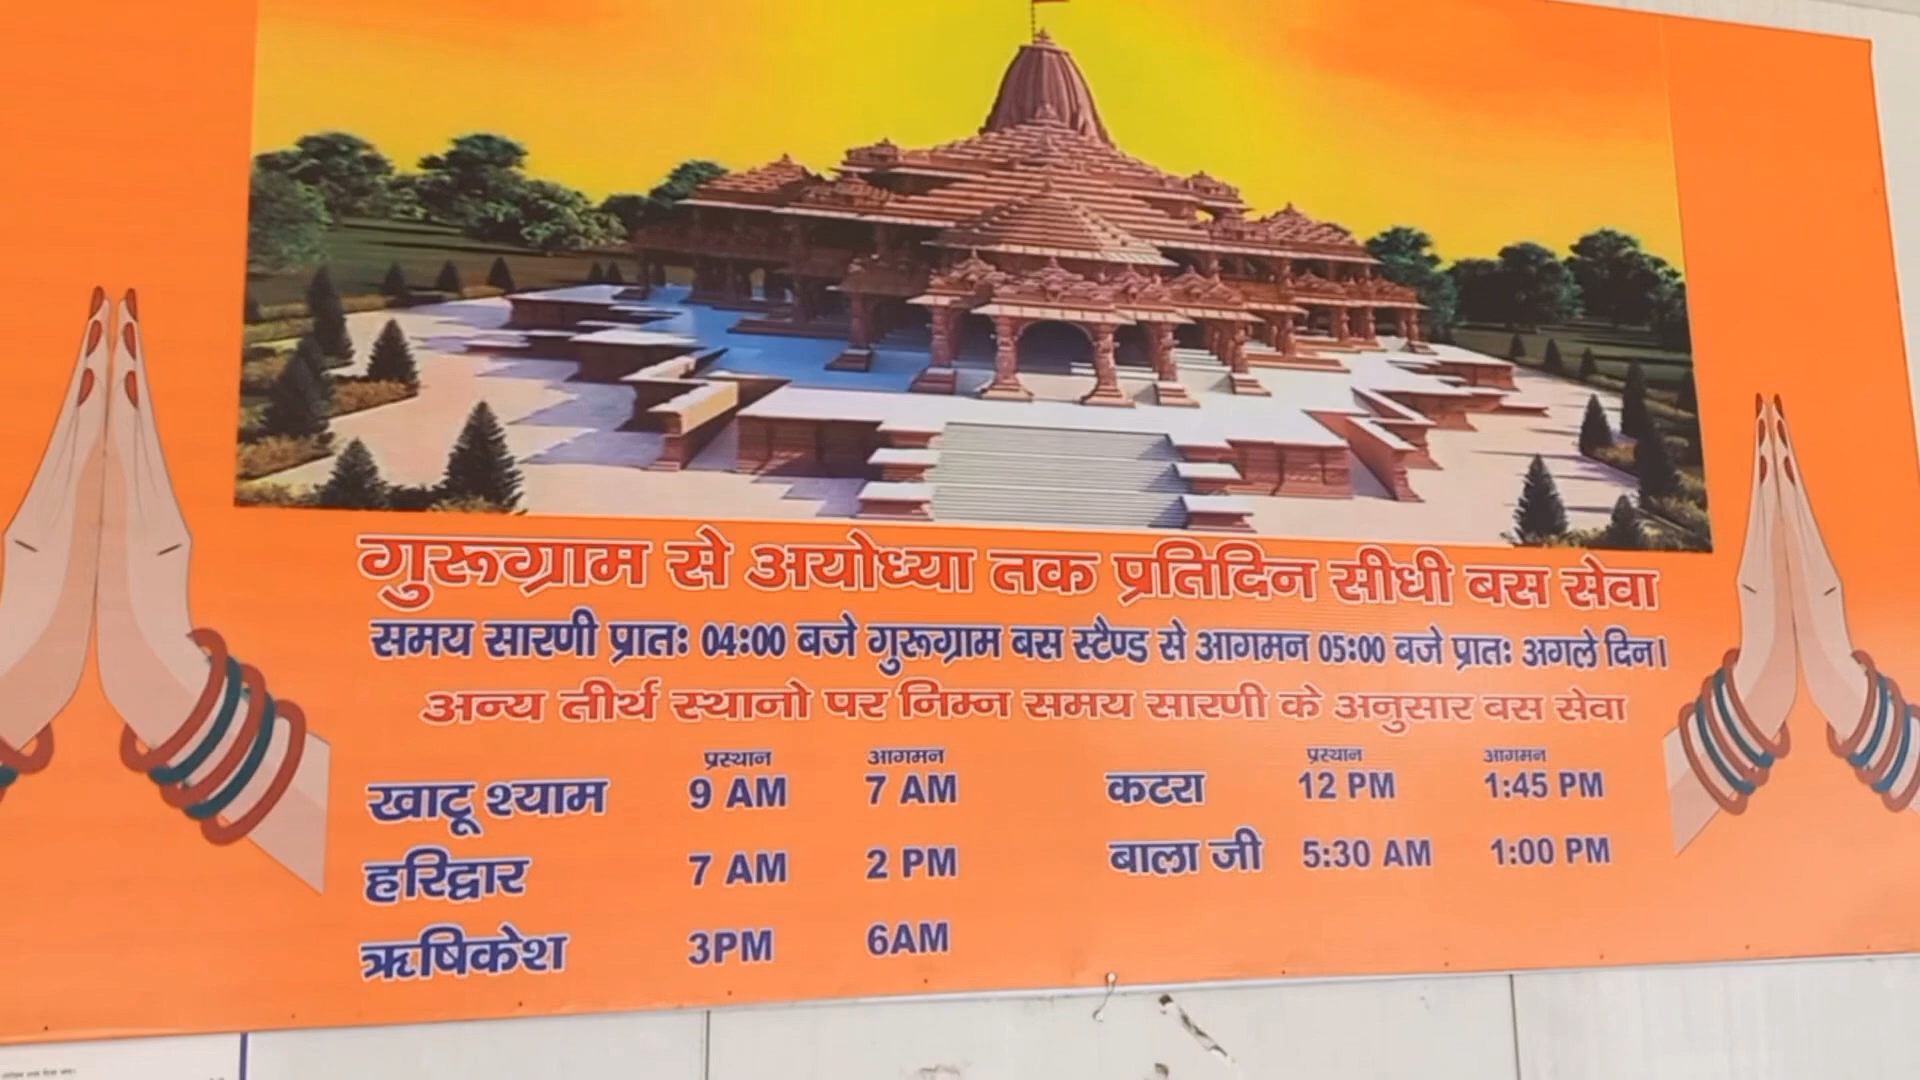 गुरूग्राम से अयोध्या तक प्रतिदिन सीधी बस सेवा
समय सारणी प्रातः 04:00 बजे गुरूग्राम बस स्टैण्ड से आगमन 05:00 बजे प्रातः अगले दिन।
अन्य तीर्थ स्थानो पर निम्न समय सारणी के अनुसार बस सेवा
प्रस्थान आगमन
खाटू श्याम 9 AM 7 AM
हरिद्वार 7 AM 2 PM
ऋषिकेश 3PM 6AM
प्रस्थान आगमन
कटरा 12 PM 1:45 PM
बाला जी 5:30 AM 1:00 PM